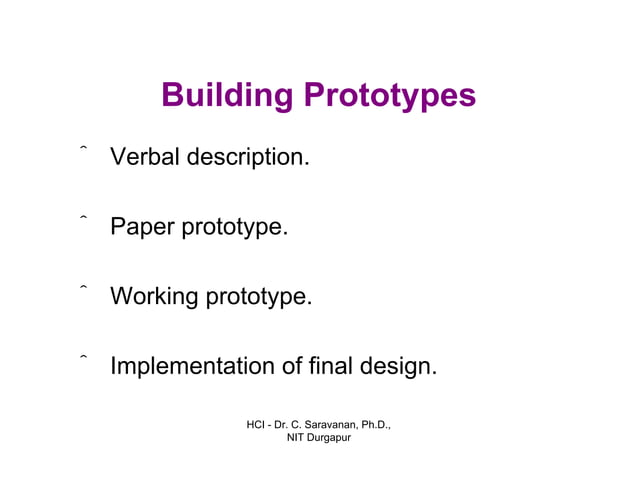 Building Prototypes
ˆ Verbal description.
ˆ Paper prototype.
ˆ Working prototype.
ˆ Implementation of final design.
HCI - Dr. C. Saravanan, Ph.D.,
NIT Durgapur